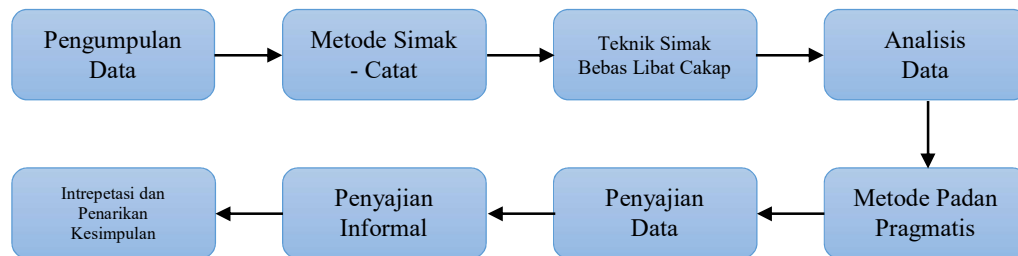 Pengumpulan
Data
Metode Simak
- Catat
Teknik Simak
Bebas Libat Cakap
Analisis
Data
Metode Padan
Pragmatis
Penyajian
Data
Penyajian
Informal
Intrepetasi dan
Penarikan
Kesimpulan